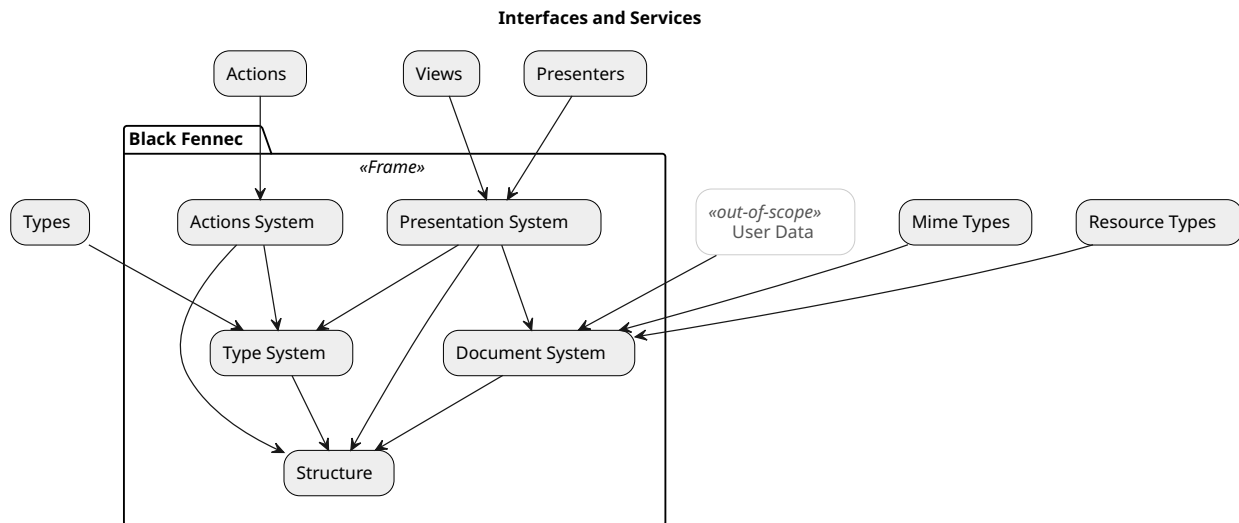 Interfaces and Services
Actions
Views
Presenters
Black Fennec
«Frame»
Types
Actions System
Presentation System
«out-of-scope»
User Data
Mime Types
Resource Types
Type System
Document System
Structure